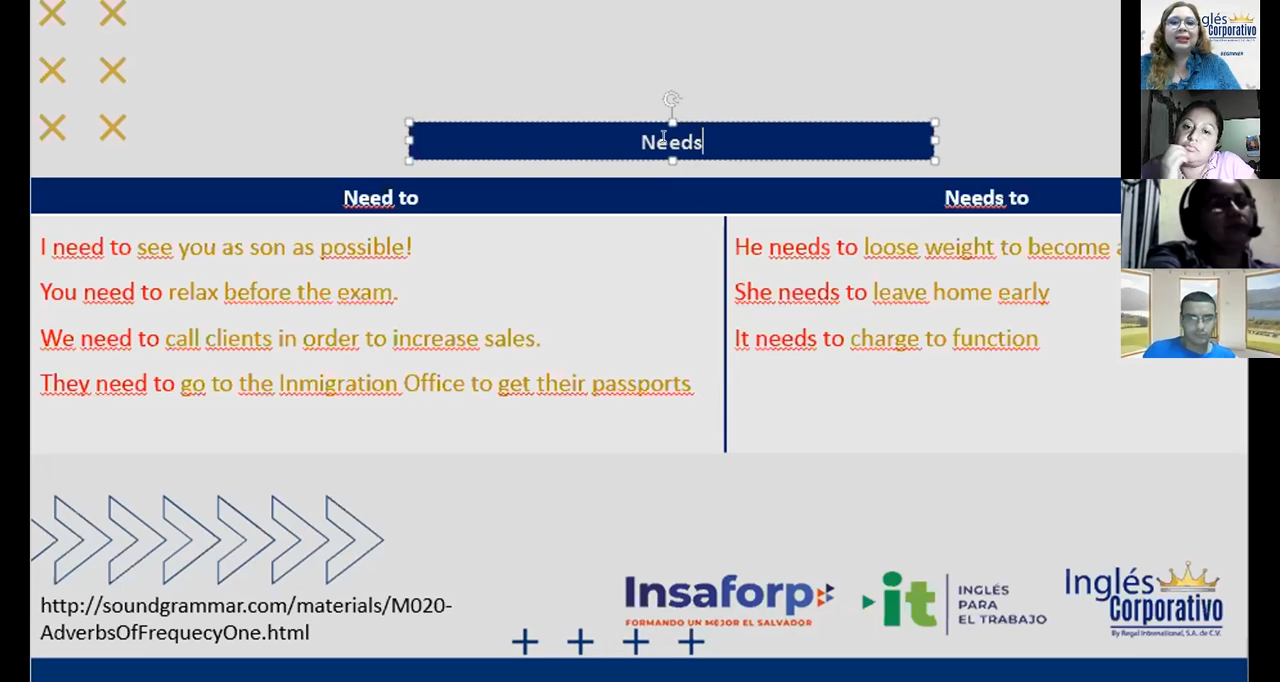 glés
Corporativo
BEGINNER
Needs
Need to
Needs to
I need to see you as son as possible!
You need to relax before the exam.
We need to call clients in order to increase sales.
They need to go to the Inmigration Office to get their passports
He needs to loose weight to become
She needs to leave home early
It needs to charge to function
http://soundgrammar.com/materials/M020-
AdverbsOfFrequecyOne.html
Insaforp
FORMANDO UN MEJOR EL SALVADOR
it
INGLÉS
PARA
EL TRABAJO
Inglés
Corporativo
By Regal International, S.A. de C.V.